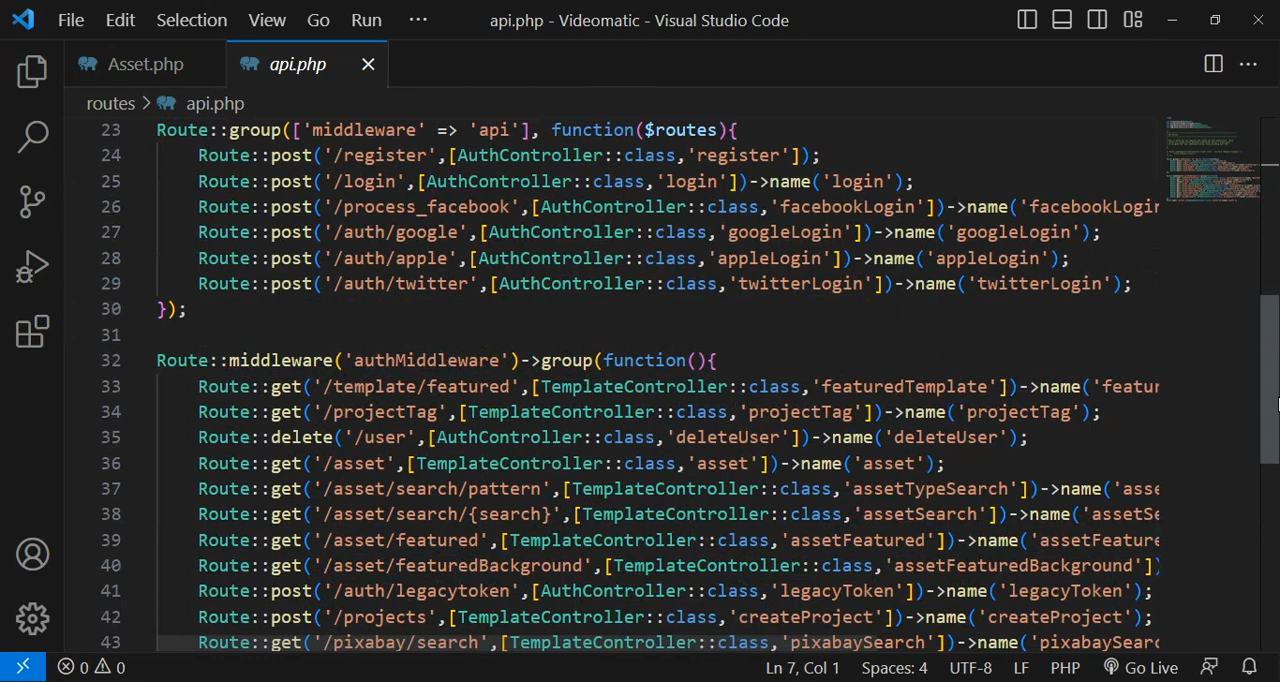 File Edit Selection View Go Run ··· api.php - Videomatic - Visual Studio Code
Asset.php api.php
routes > api.php
23 Route::group(['middleware' => 'api'], function($routes){
24 Route::post('/register',[AuthController::class,'register']);
25 Route::post('/login',[AuthController::class,'login'])->name('login');
26 Route::post('/process_facebook',[AuthController::class,'facebookLogin'])->name('facebookLogin
27 Route::post('/auth/google',[AuthController::class,'googleLogin'])->name('googleLogin');
28 Route::post('/auth/apple',[AuthController::class,'appleLogin'])->name('appleLogin');
29 Route::post('/auth/twitter',[AuthController::class,'twitterLogin'])->name('twitterLogin');
30 });
31
32 Route::middleware('authMiddleware')->group(function(){
33 Route::get('/template/featured',[TemplateController::class,'featuredTemplate'])->name('featur
34 Route::get('/projectTag',[TemplateController::class,'projectTag'])->name('projectTag');
35 Route::delete('/user',[AuthController::class,'deleteUser'])->name('deleteUser');
36 Route::get('/asset',[TemplateController::class,'asset'])->name('asset');
37 Route::get('/asset/search/pattern',[TemplateController::class,'assetTypeSearch'])->name('asse
38 Route::get('/asset/search/{search}',[TemplateController::class,'assetSearch'])->name('assetSe
39 Route::get('/asset/featured',[TemplateController::class,'assetFeatured'])->name('assetFeature
40 Route::get('/asset/featuredBackground',[TemplateController::class,'assetFeaturedBackground'])
41 Route::post('/auth/legacytoken',[AuthController::class,'legacyToken'])->name('legacyToken');
42 Route::post('/projects',[TemplateController::class,'createProject'])->name('createProject');
43 Route::get('/pixabay/search',[TemplateController::class,'pixabaySearch'])->name('pixabaySearc
0 0 Ln 7, Col 1 Spaces: 4 UTF-8 LF PHP Go Live